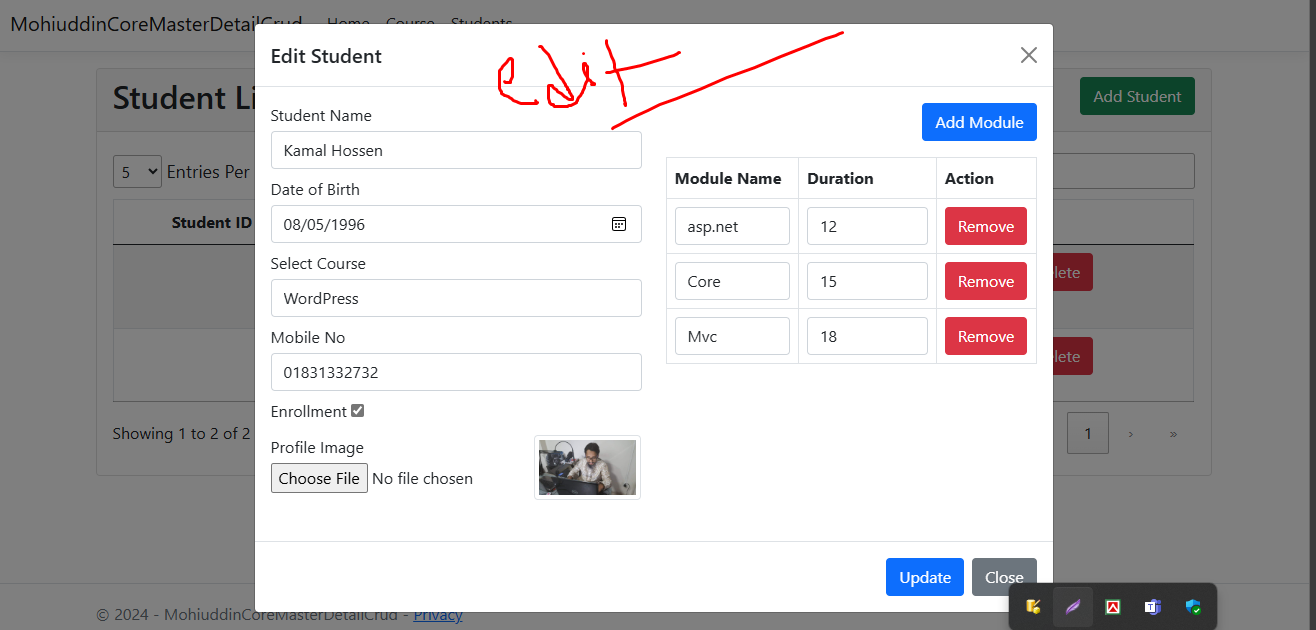 MohiuddinCoreMasterDetailCrud Home Course Students
Edit Student
edit
Student Li
Add Student
Student Name
Kamal Hossen
Add Module
5 Entries Per
Date of Birth
08/05/1996
Module Name Duration Action
asp.net 12 Remove
Core 15 Remove
Mvc 18 Remove
Student ID
Select Course
WordPress
lete
Mobile No
01831332732
lete
Enrollment
Showing 1 to 2 of 2
1 › »
Profile Image
Choose File No file chosen
Update Close
© 2024 - MohiuddinCoreMasterDetailCrud - Privacy